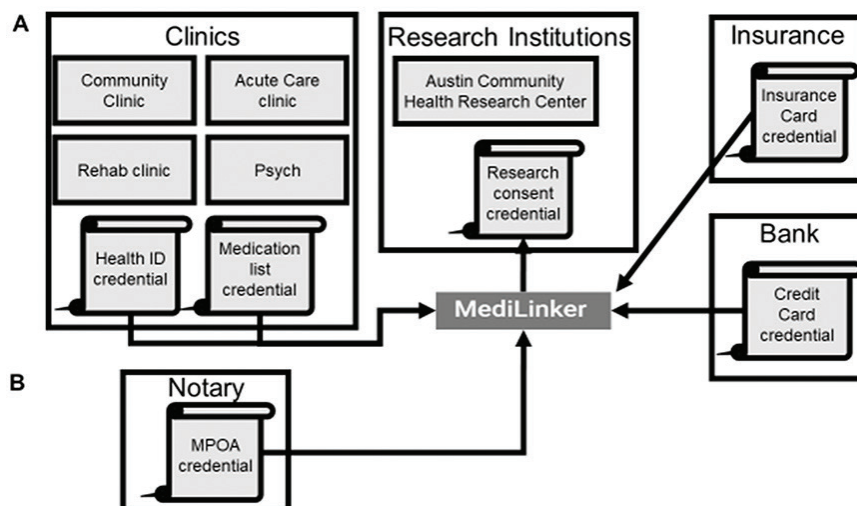 A
Clinics
Community
Clinic
Acute Care
clinic
Rehab clinic
Psych
Health ID
credential
Medication
list
credential
Research Institutions
Austin Community
Health Research Center
Research
consent
credential
Insurance
Insurance
Card
credential
Bank
Credit
Card
credential
MediLinker
B
Notary
MPOA
credential